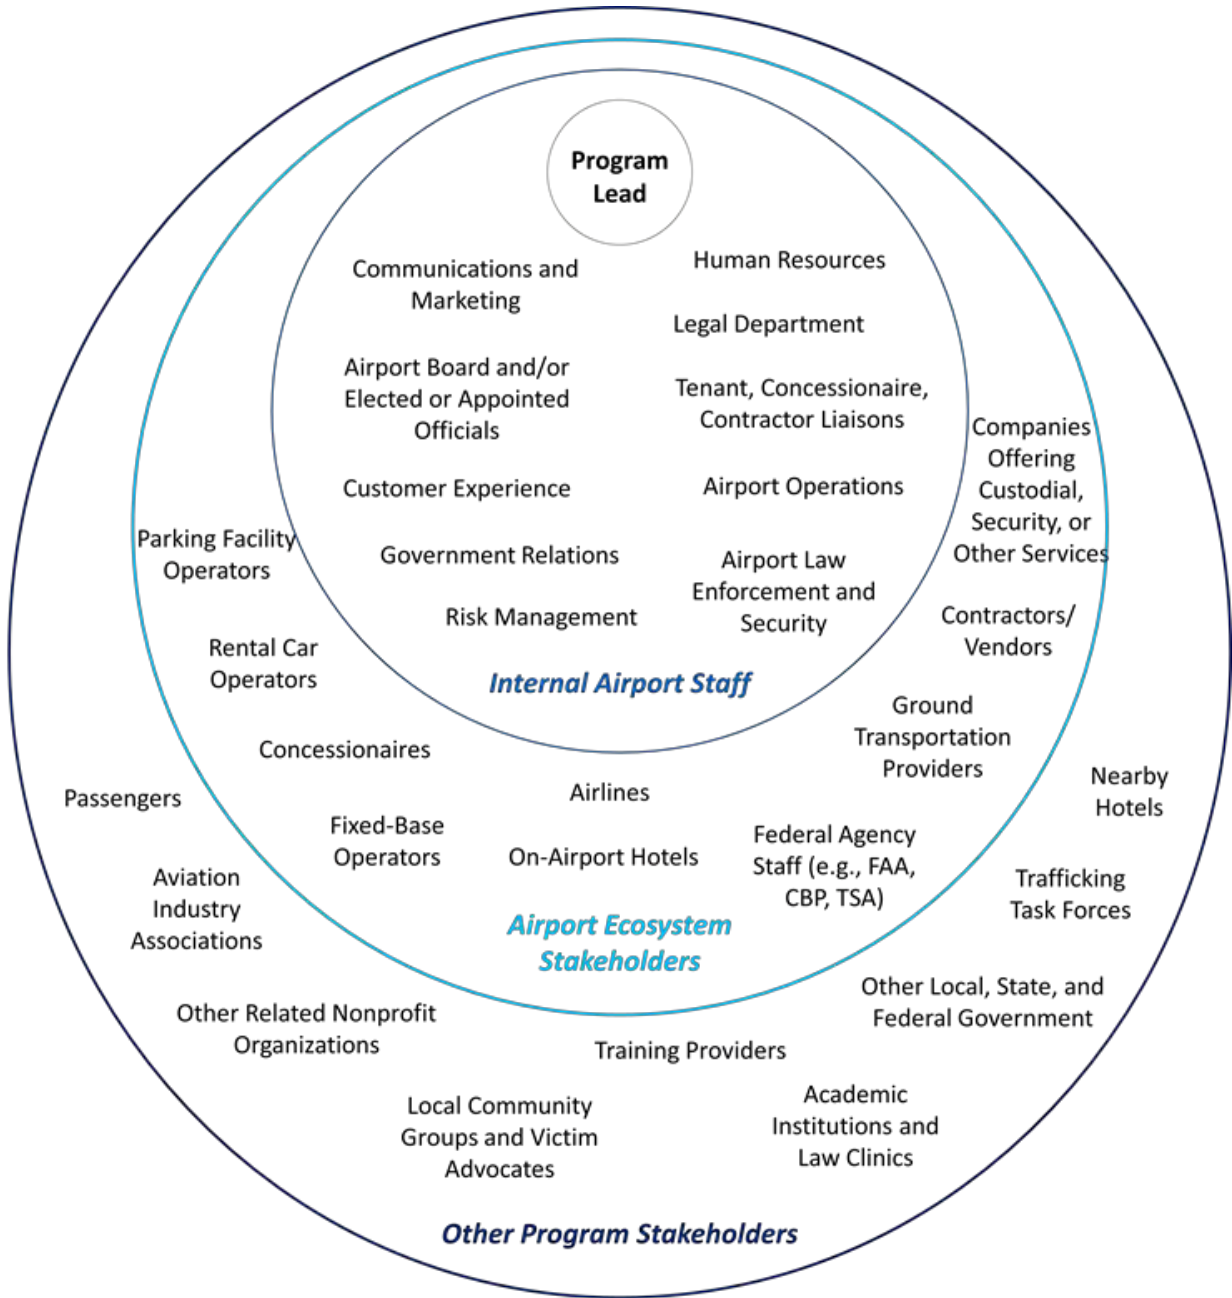 Program
Lead
Communications and
Marketing
Human Resources
Legal Department
Airport Board and/or
Elected or Appointed
Officials
Tenant, Concessionaire,
Contractor Liaisons
Customer Experience
Airport Operations
Government Relations
Airport Law
Enforcement and
Security
Risk Management
Internal Airport Staff
Companies
Offering
Custodial,
Security, or
Other Services
Parking Facility
Operators
Contractors/
Vendors
Rental Car
Operators
Ground
Transportation
Providers
Concessionaires
Airlines
Fixed-Base
Operators
On-Airport Hotels
Federal Agency
Staff (e.g., FAA,
CBP, TSA)
Airport Ecosystem
Stakeholders
Nearby
Hotels
Passengers
Trafficking
Task Forces
Aviation
Industry
Associations
Other Local, State, and
Federal Government
Other Related Nonprofit
Organizations
Training Providers
Local Community
Groups and Victim
Advocates
Academic
Institutions and
Law Clinics
Other Program Stakeholders